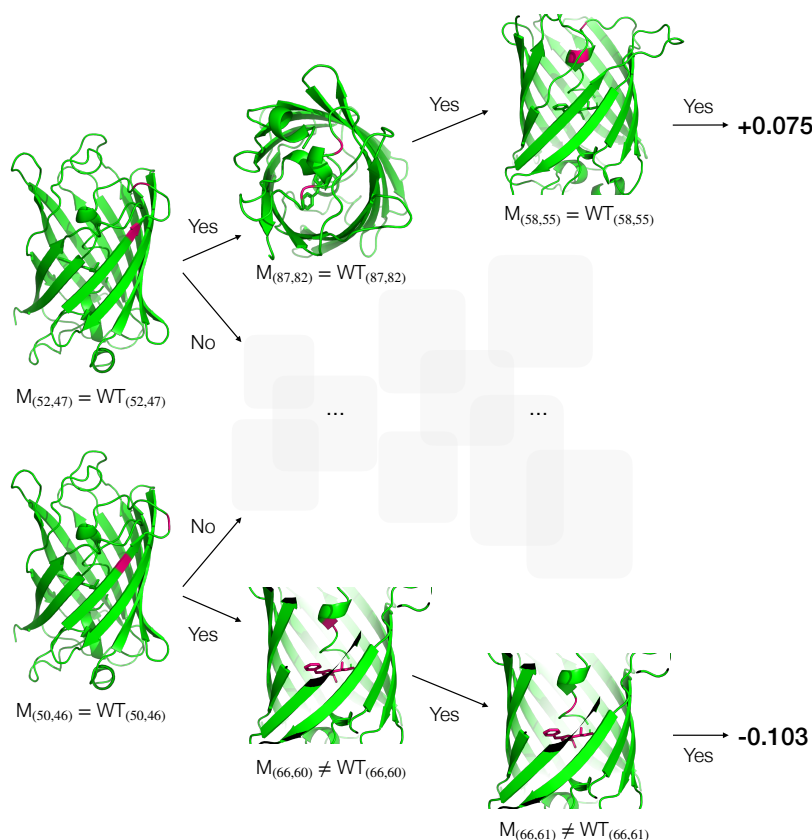 Yes
Yes
+0.075
M(58,55) = WT(58,55)
Yes
M(87,82) = WT(87,82)
No
M(52,47) = WT(52,47)
...
...
No
Yes
M(50,46) = WT(50,46)
Yes
M(66,60) ≠ WT(66,60)
-0.103
Yes
M(66,61) ≠ WT(66,61)